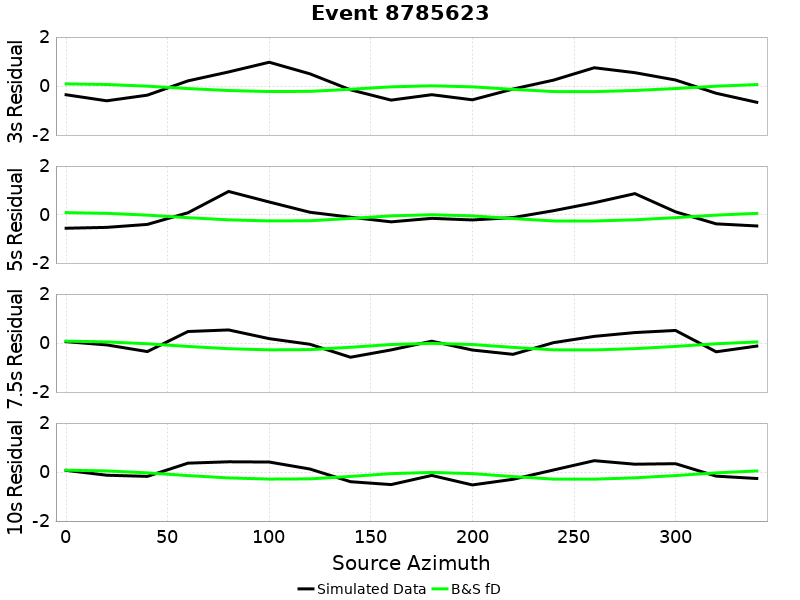 Event 8785623
3s Residual
2
0
-2
5s Residual
2
0
-2
7.5s Residual
2
0
-2
10s Residual
2
0
-2
0 50 100 150 200 250 300
Source Azimuth
Simulated Data B&S fD